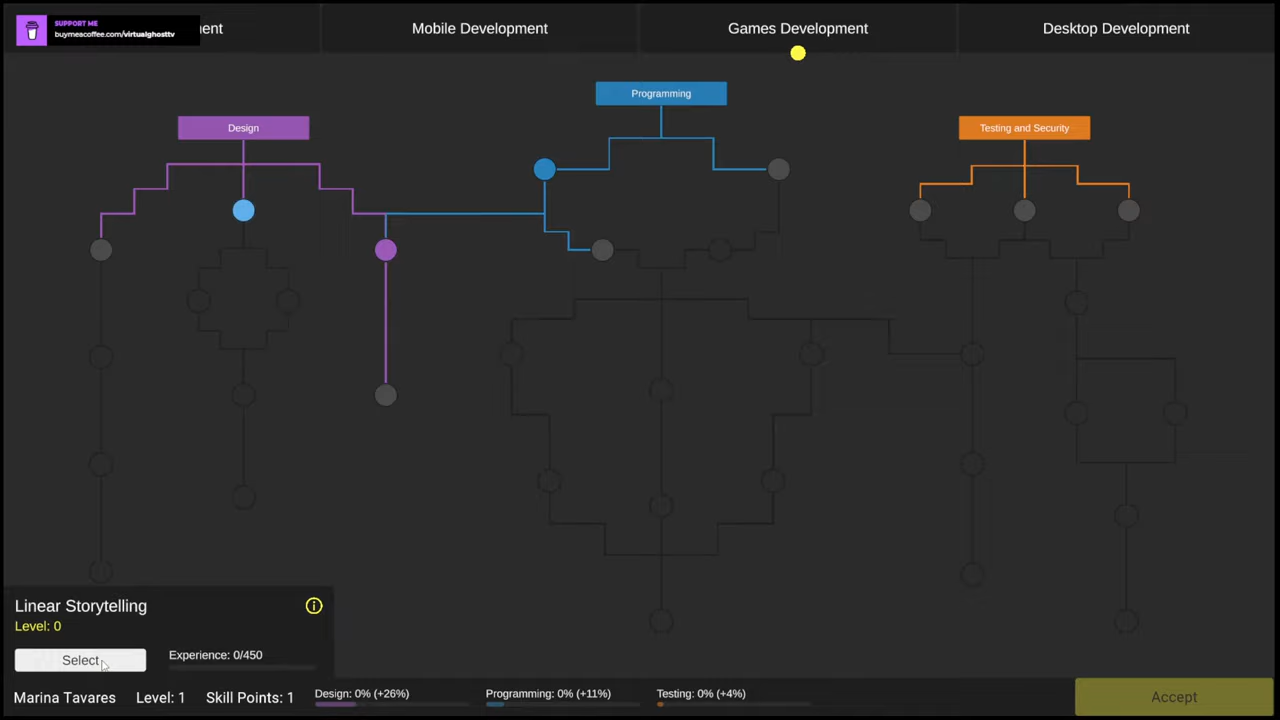 SUPPORT ME
buymeacoffee.com/virtualghosttv
ment
Mobile Development
Games Development
Desktop Development
Programming
Design
Testing and Security
Linear Storytelling
Level: 0
Select
Experience: 0/450
Marina Tavares
Level: 1
Skill Points: 1
Design: 0% (+26%)
Programming: 0% (+11%)
Testing: 0% (+4%)
Accept